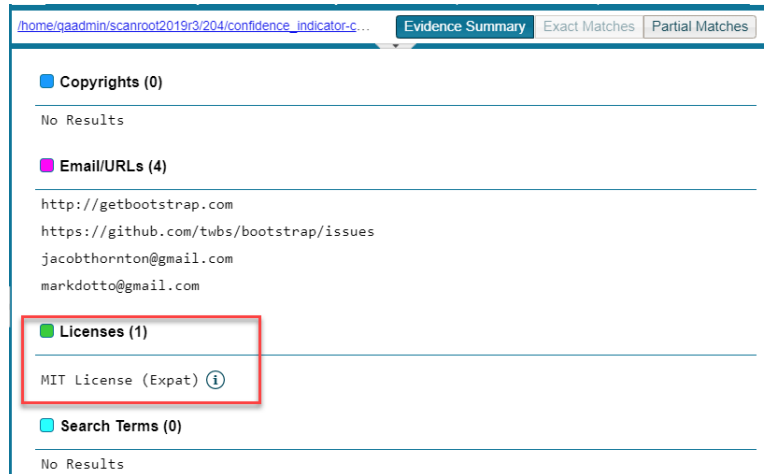 /home/qaadmin/scanroot2019r3/204/confidence_indicator-c...
Evidence Summary
Exact Matches
Partial Matches
Copyrights (0)
No Results
Email/URLs (4)
http://getbootstrap.com
https://github.com/twbs/bootstrap/issues
jacobthornton@gmail.com
markdotto@gmail.com
Licenses (1)
MIT License (Expat)
Search Terms (0)
No Results